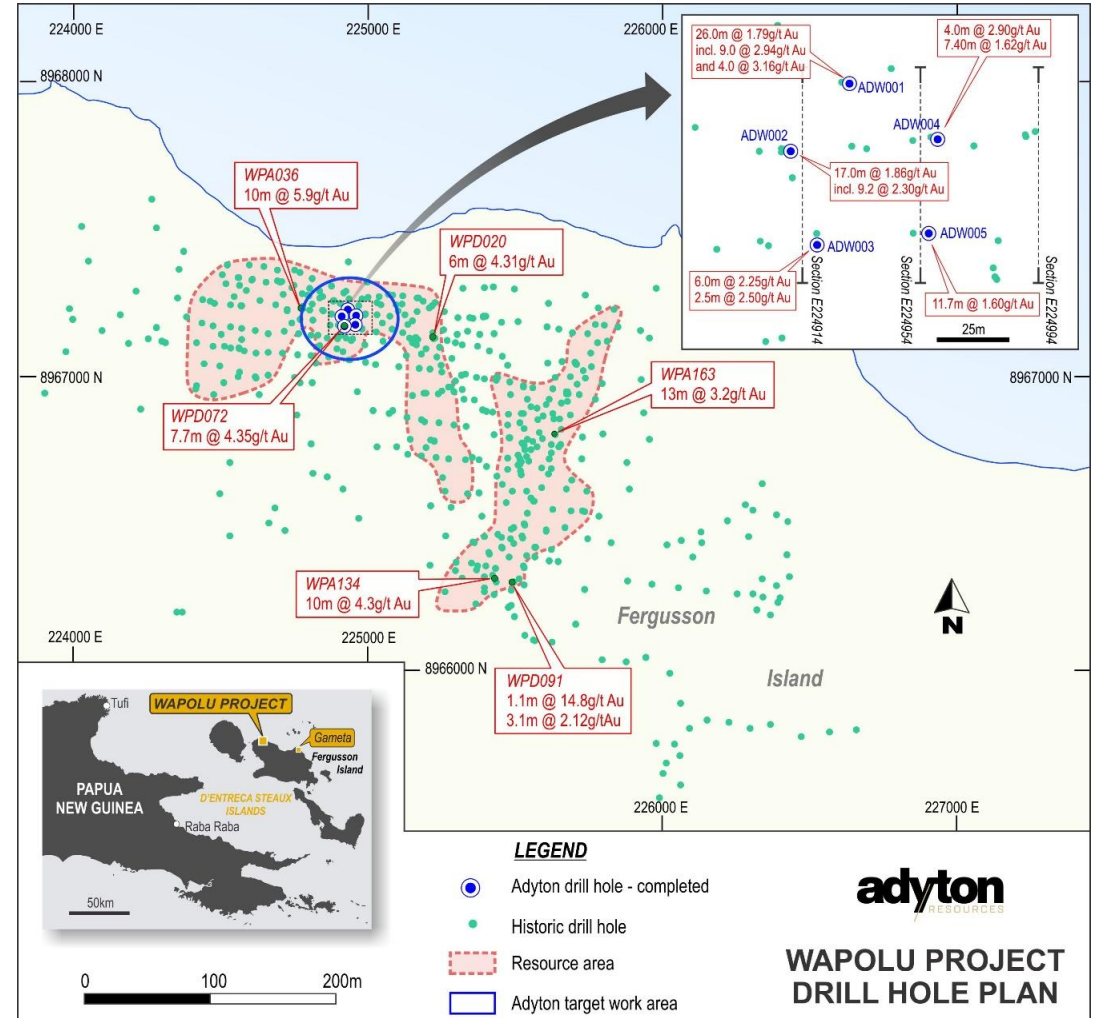 224000 E
225000 E
226000 E
8968000 N
26.0m @ 1.79g/t Au
incl. 9.0 @ 2.94g/t Au
and 4.0 @ 3.16g/t Au
4.0m @ 2.90g/t Au
7.40m @ 1.62g/t Au
ADW001
ADW004
ADW002
17.0m @ 1.86g/t Au
incl. 9.2 @ 2.30g/t Au
ADW003
ADW005
6.0m @ 2.25g/t Au
2.5m @ 2.50g/t Au
11.7m @ 1.60g/t Au
Section E224914
Section E224954
Section E224994
25m
WPA036
10m @ 5.9g/t Au
WPD020
6m @ 4.31g/t Au
8967000 N
8967000 N
WPA163
13m @ 3.2g/t Au
WPD072
7.7m @ 4.35g/t Au
WPA134
10m @ 4.3g/t Au
Fergusson
Island
N
224000 E
225000 E
8966000 N
WPD091
1.1m @ 14.8g/t Au
3.1m @ 2.12g/tAu
226000 E
227000 E
Tufi
WAPOLU PROJECT
Gameta
Fergusson
Island
PAPUA
NEW GUINEA
D'ENTRECA STEAUX
ISLANDS
Raba Raba
50km
0 100 200m
LEGEND
Adyton drill hole - completed
Historic drill hole
Resource area
Adyton target work area
adyton
RESOURCES
WAPOLU PROJECT
DRILL HOLE PLAN